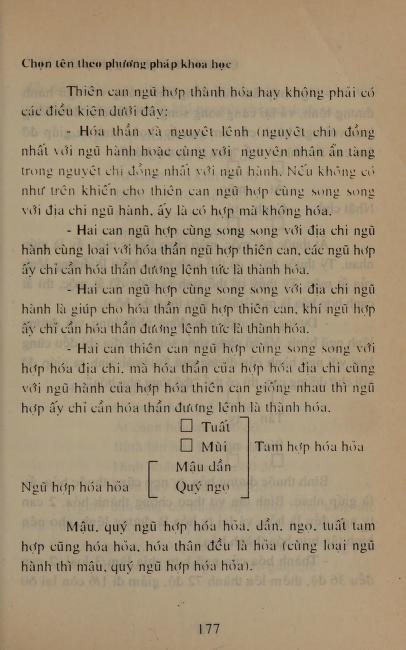 Chọn tên theo phương pháp khoa học
Thiên can ngũ hợp thành hóa hay không phải có
các điều kiện dưới đây:
- Hóa thần và nguyệt lệnh (nguyệt chi) đồng
nhất với ngũ hành hoặc cùng với nguyên nhân ẩn tàng
trong nguyệt chi đồng nhất với ngũ hành. Nếu không có
như trên khiến cho thiên can ngũ hợp cùng song song
với địa chi ngũ hành, ấy là có hợp mà không hóa.
- Hai can ngũ hợp cùng song song với địa chi ngũ
hành cùng loại với hóa thần ngũ hợp thiên can, các ngũ hợp
ấy chỉ cần hóa thần đương lệnh tức là thành hóa.
- Hai can ngũ hợp cùng song song với địa chi ngũ
hành là giúp cho hóa thần ngũ hợp thiên can, khí ngũ hợp
ấy chỉ cần hóa thần đương lệnh tức là thành hóa.
- Hai can thiên can ngũ hợp cùng song song với
hợp hóa địa chi, mà hóa thần của hợp hóa địa chi cùng
với ngũ hành của hợp hóa thiên can giống nhau thì ngũ
hợp ấy chỉ cần hóa thần đương lệnh là thành hóa.
□ Tuất
□ Mùi Tam hợp hóa hỏa
Mậu dần
Ngũ hợp hóa hỏa Quý ngọ
Mậu, quý ngũ hợp hóa hỏa, dần, ngọ, tuất tam
hợp cũng hóa hỏa, hóa thân đều là hỏa (cùng loại ngũ
hành thì mậu, quý ngũ hợp hóa hỏa).
177